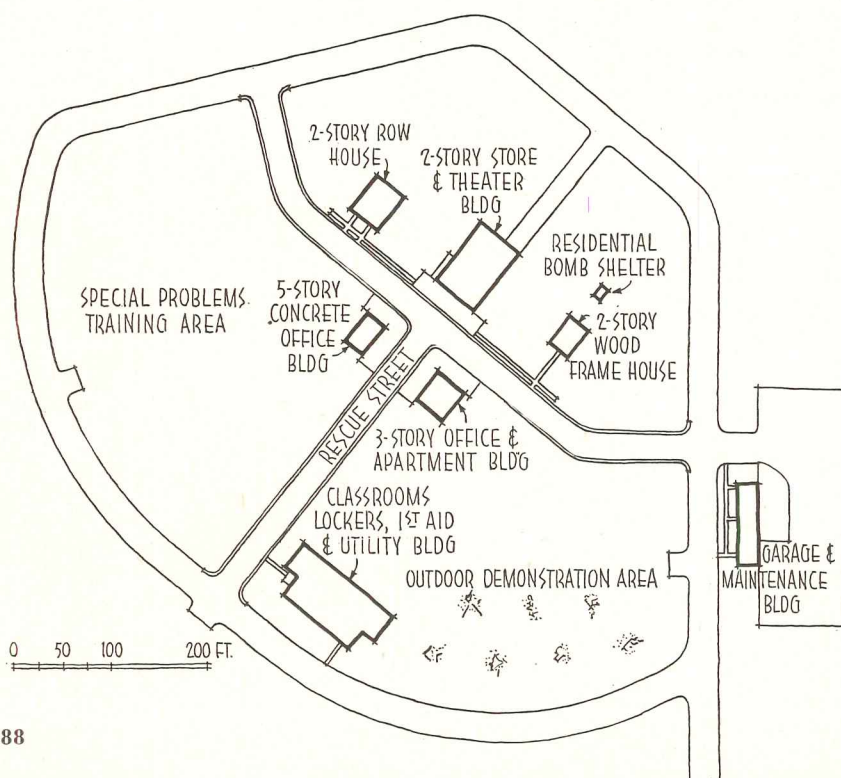 2-STORY ROW
HOUSE
2-STORY STORE
& THEATER
BLDG
RESIDENTIAL
BOMB SHELTER
SPECIAL PROBLEMS
TRAINING AREA
5-STORY
CONCRETE
OFFICE
BLDG
2-STORY
WOOD
FRAME HOUSE
RESCUE STREET
3-STORY OFFICE &
APARTMENT BLDG
CLASSROOMS
LOCKERS, 1ST AID
& UTILITY BLDG
OUTDOOR DEMONSTRATION AREA
GARAGE &
MAINTENANCE
BLDG
0 50 100 200 FT.
88